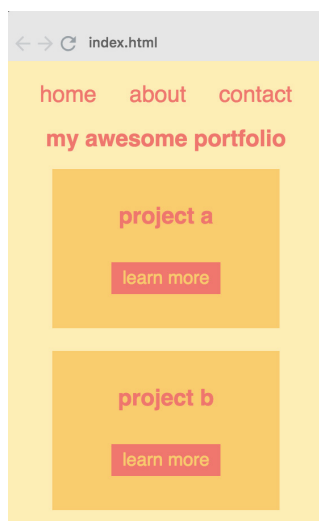 index.html
home about contact
my awesome portfolio
project a
learn more
project b
learn more